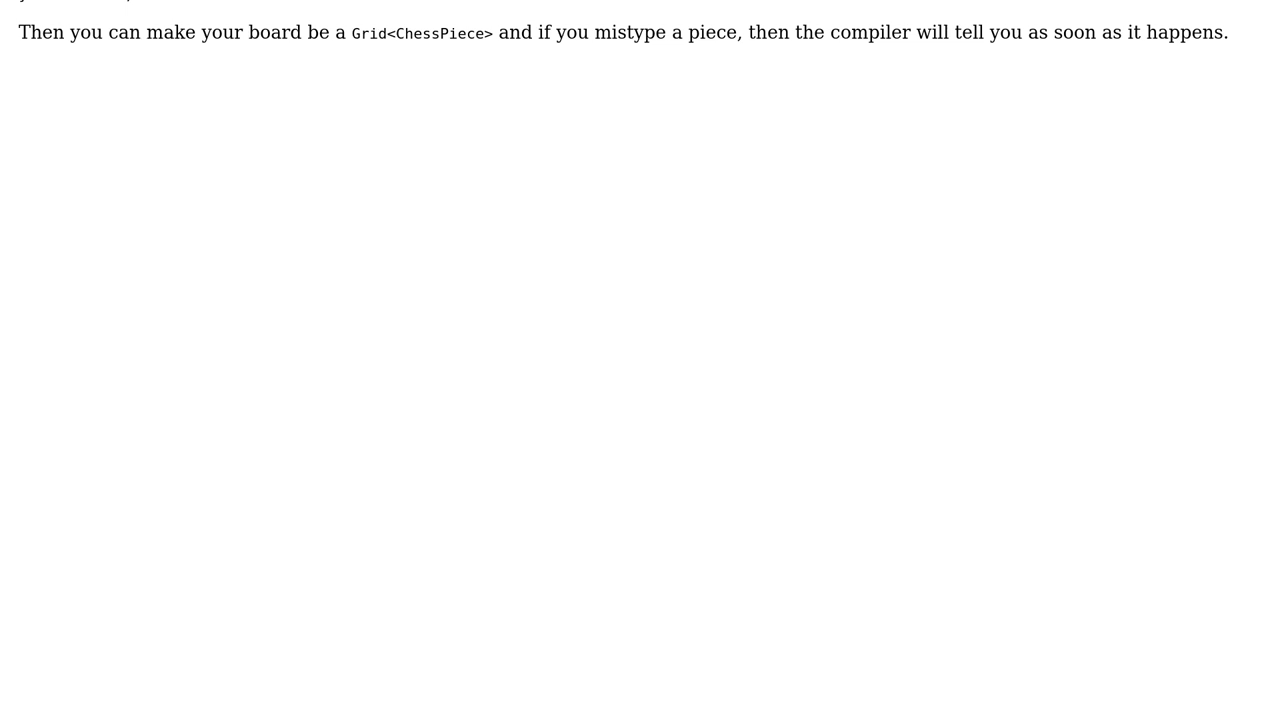 Then you can make your board be a Grid<ChessPiece> and if you mistype a piece, then the compiler will tell you as soon as it happens.